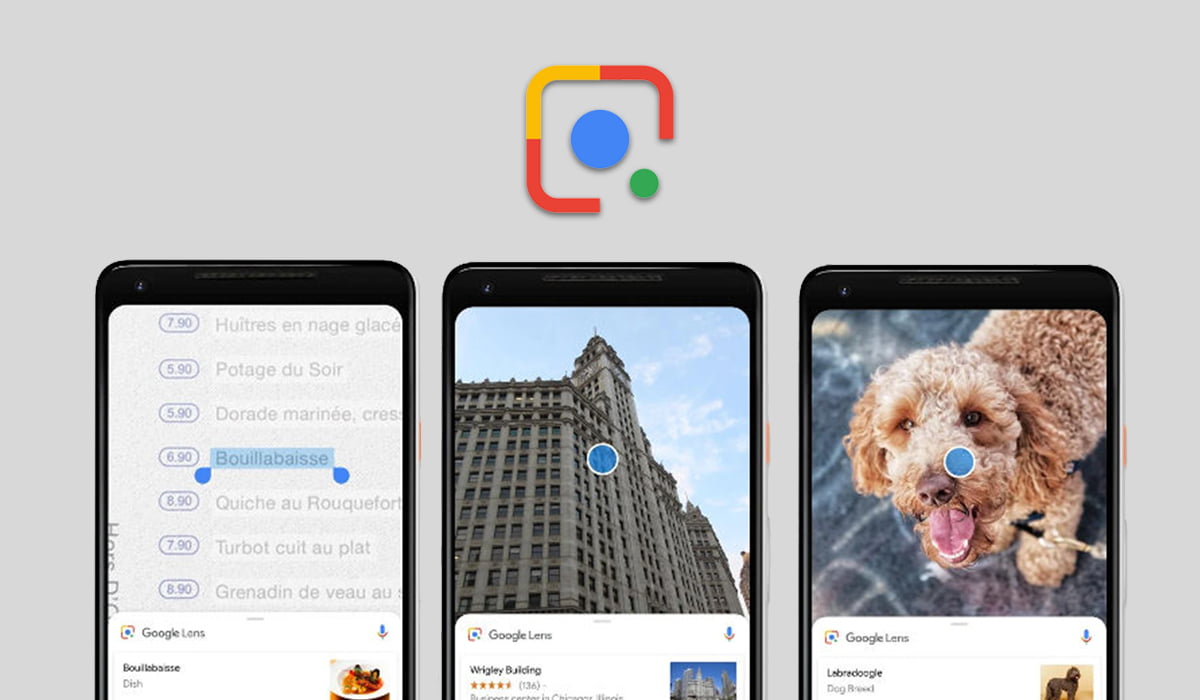 7.90 Huîtres en nage glacé
5.90 Potage du Soir
5.90 Dorade marinée, cress
6.90 Bouillabaisse
8.90 Quiche au Rouquefort
7.90 Turbot cuit au plat
8.90 Grenadin de veau au s
Google Lens
Bouillabaisse
Dish
Google Lens
Wrigley Building
(136) ·
Business center in Chicago, Illinois
Google Lens
Labradoogle
Dog Breed